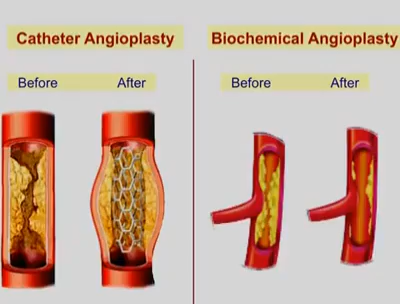 Catheter Angioplasty
Biochemical Angioplasty
Before
After
Before
After